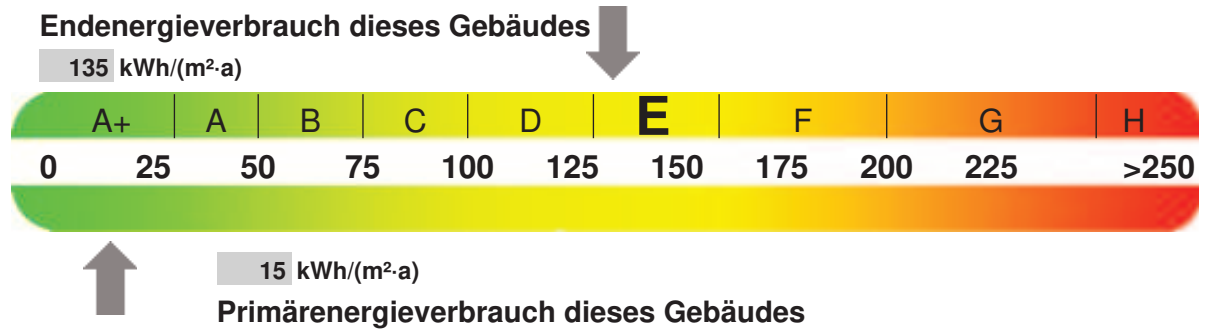 Endenergieverbrauch dieses Gebäudes
135 kWh/(m²·a)
A+ A B C D E F G H
0 25 50 75 100 125 150 175 200 225 >250
15 kWh/(m²·a)
Primärenergieverbrauch dieses Gebäudes